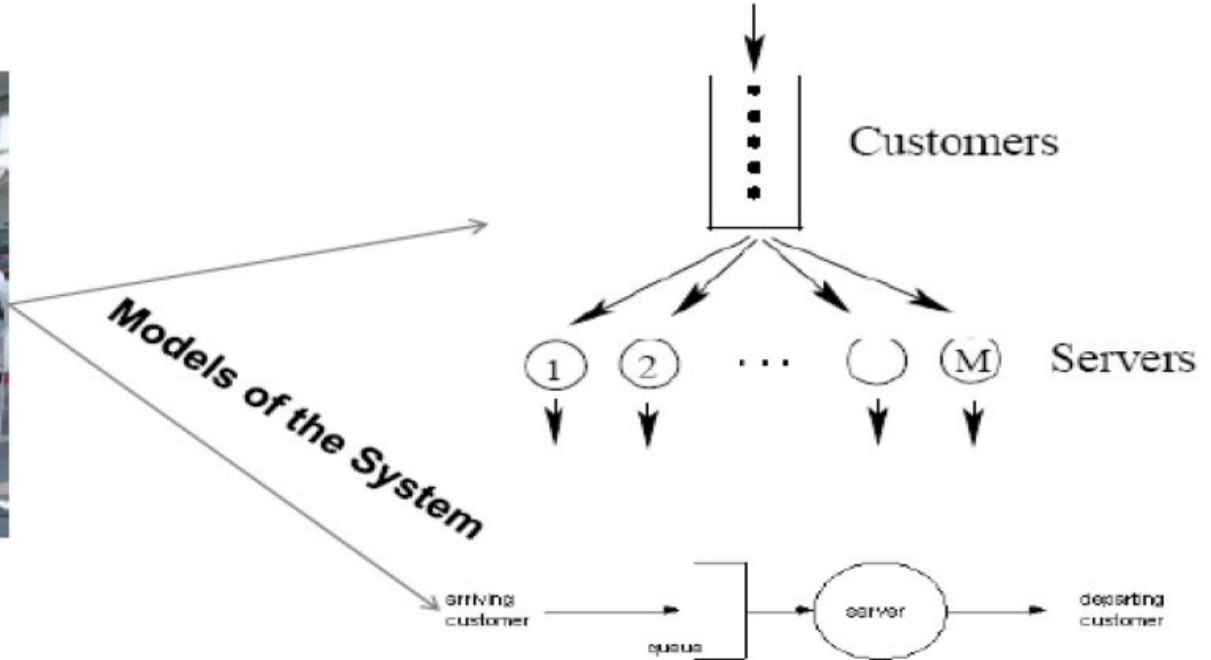 Customers
1
2
...
M
Servers
Models of the System
arriving
customer
queue
server
departing
customer